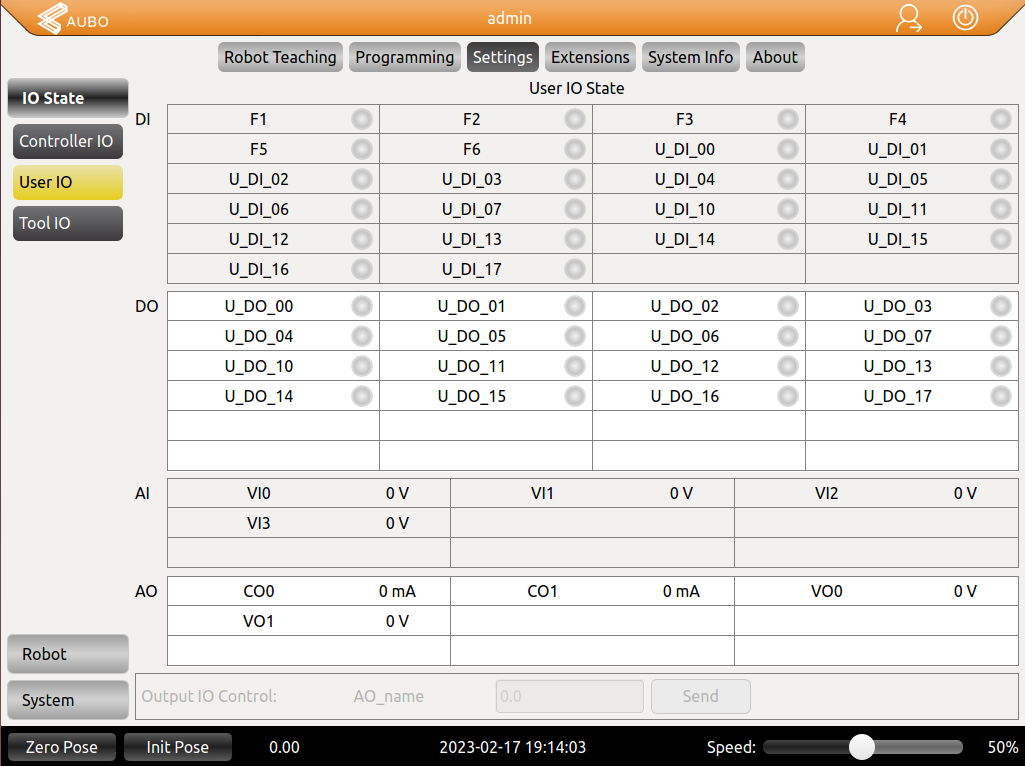 AUBO admin
Robot Teaching Programming Settings Extensions System Info About
User IO State
IO State
Controller IO
User IO
Tool IO
DI F1 F2 F3 F4
F5 F6 U_DI_00 U_DI_01
U_DI_02 U_DI_03 U_DI_04 U_DI_05
U_DI_06 U_DI_07 U_DI_10 U_DI_11
U_DI_12 U_DI_13 U_DI_14 U_DI_15
U_DI_16 U_DI_17
DO U_DO_00 U_DO_01 U_DO_02 U_DO_03
U_DO_04 U_DO_05 U_DO_06 U_DO_07
U_DO_10 U_DO_11 U_DO_12 U_DO_13
U_DO_14 U_DO_15 U_DO_16 U_DO_17
AI VI0 0 V VI1 0 V VI2 0 V
VI3 0 V
AO CO0 0 mA CO1 0 mA VO0 0 V
VO1 0 V
Robot
System
Output IO Control: AO_name 0.0 Send
Zero Pose Init Pose 0.00 2023-02-17 19:14:03 Speed: 50%